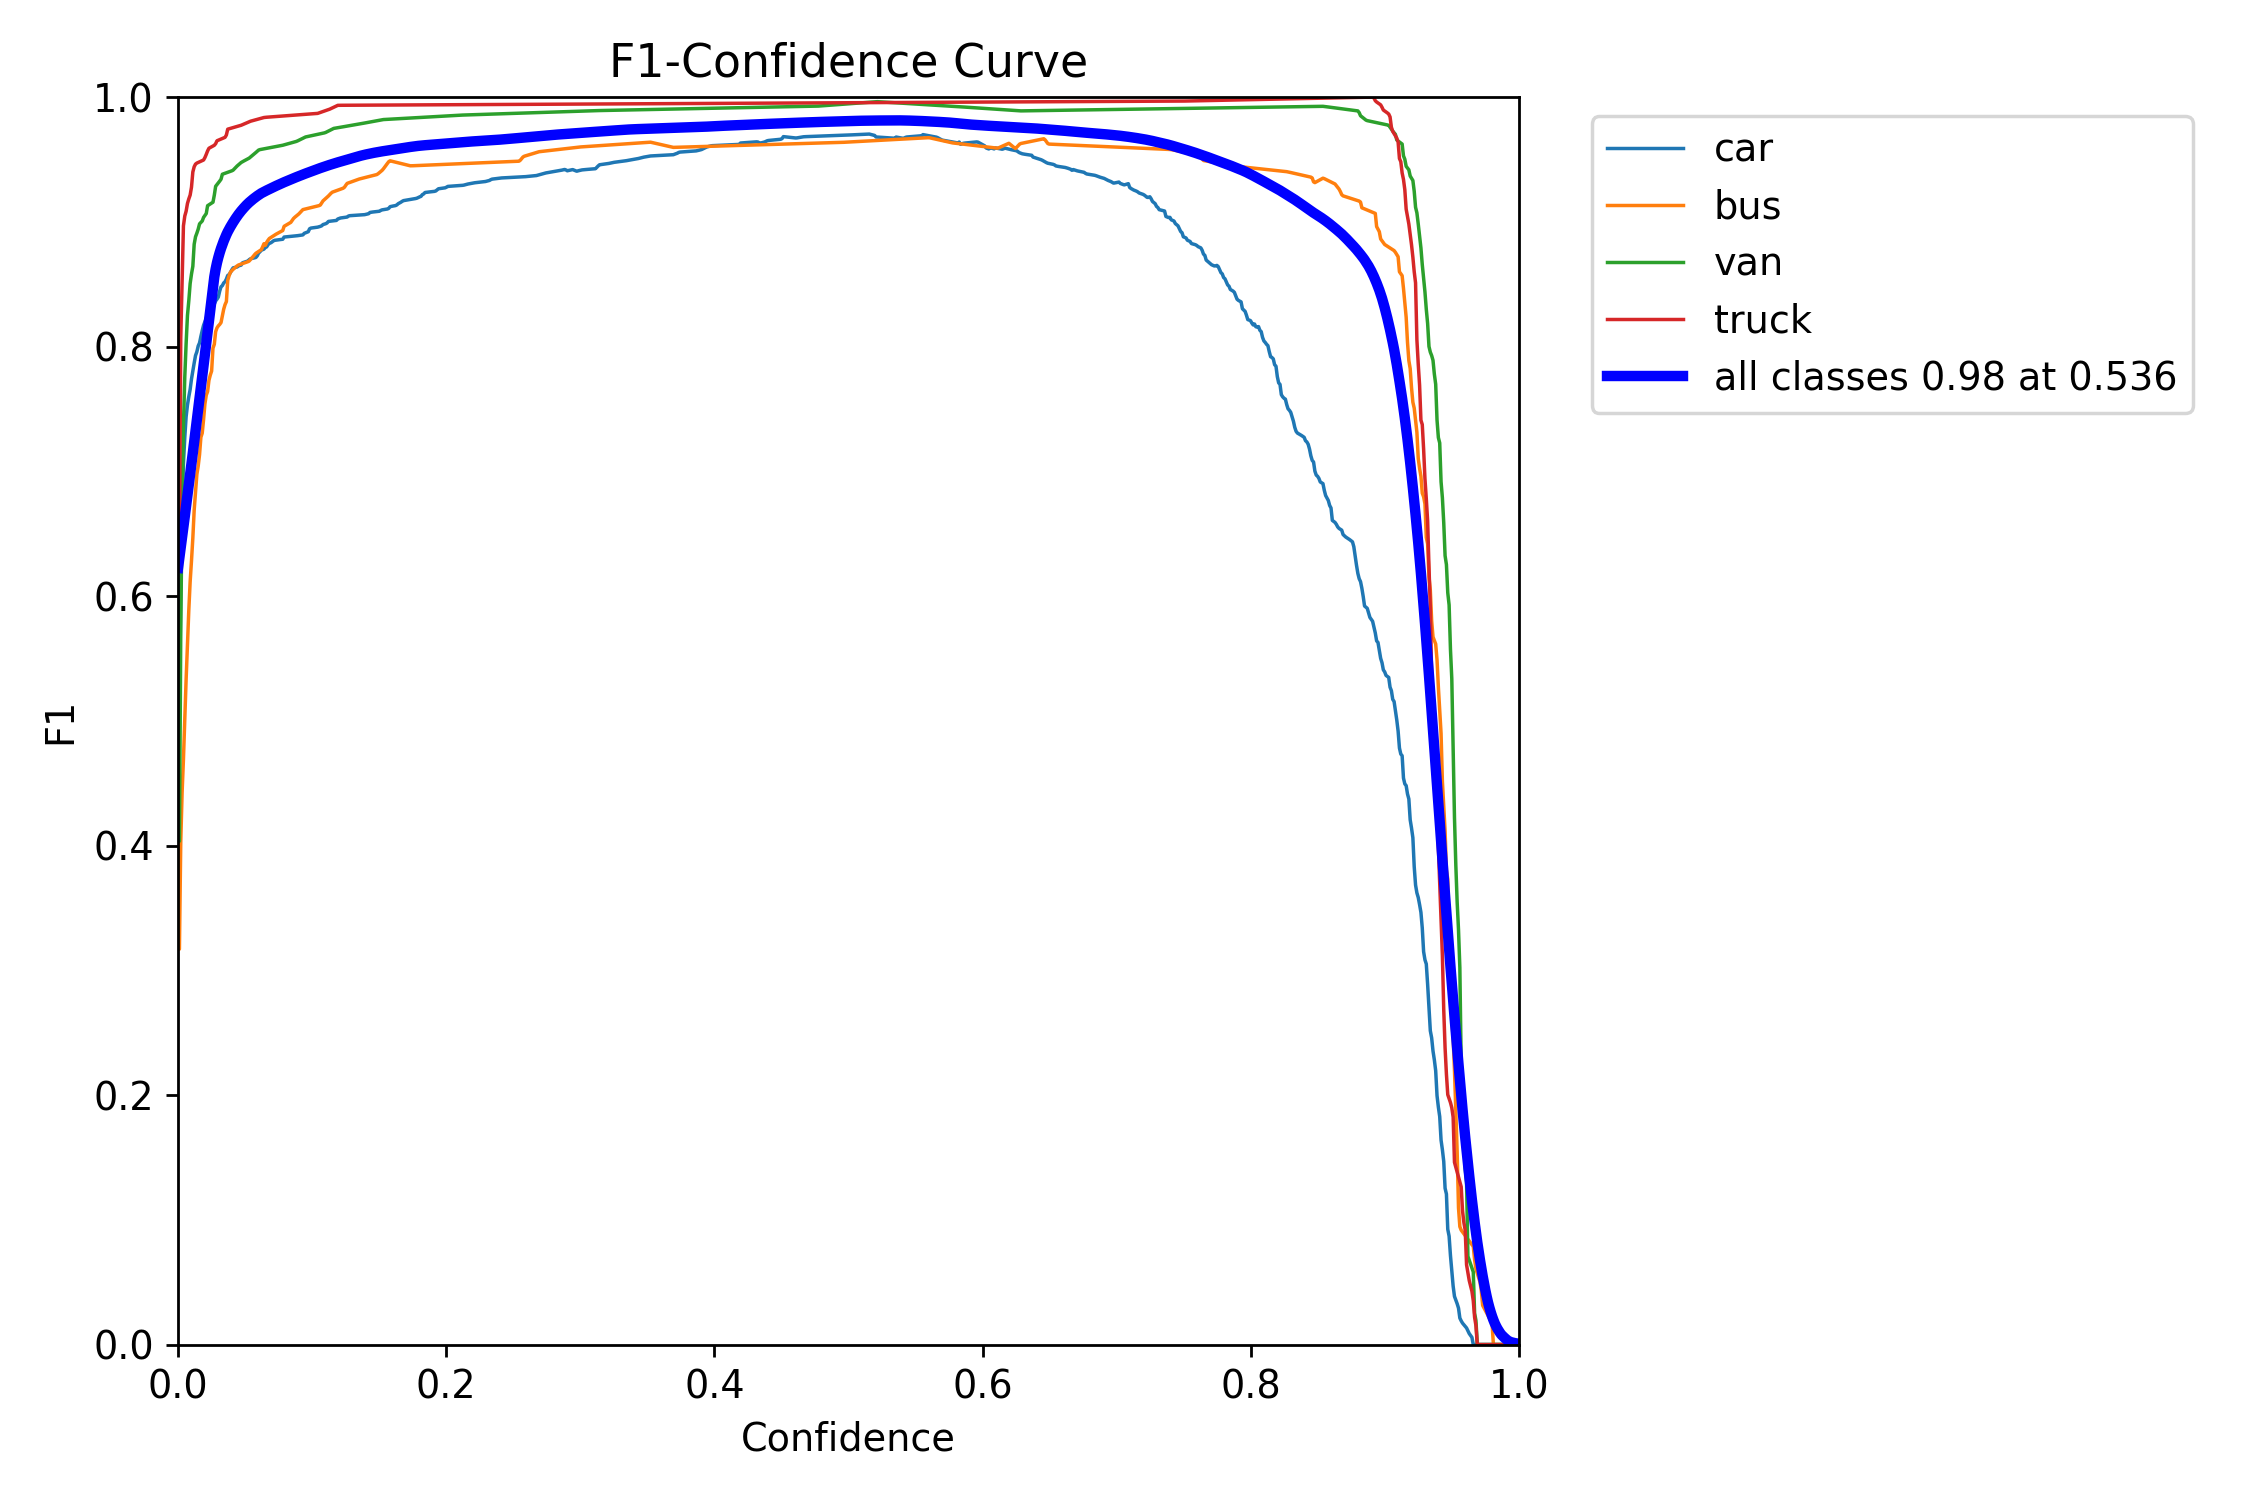 F1-Confidence Curve
1.0
0.8
0.6
0.4
0.2
0.0
F1
0.0 0.2 0.4 0.6 0.8 1.0
Confidence
car
bus
van
truck
all classes 0.98 at 0.536